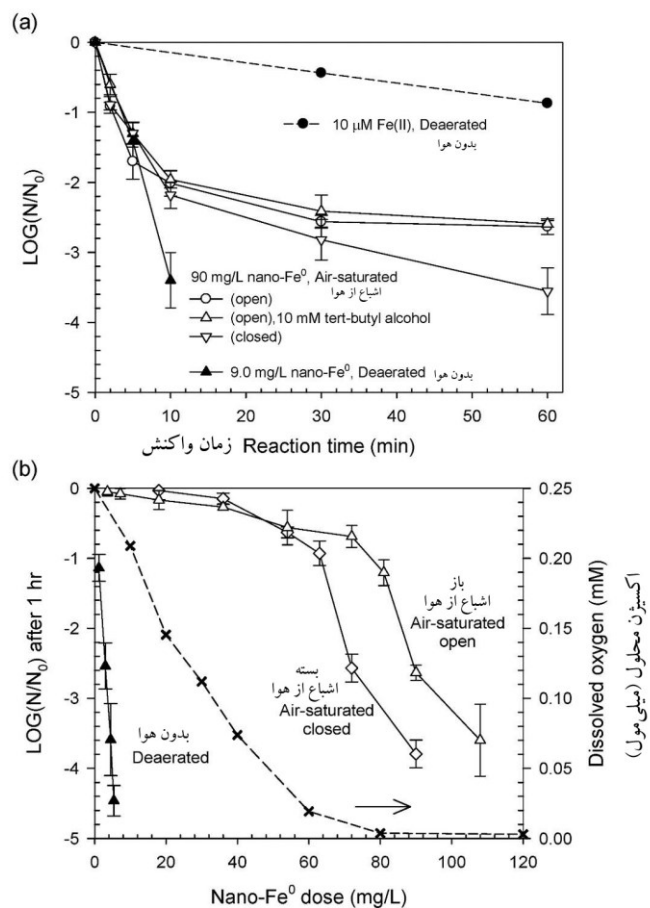 (a)
0
-1
-2
-3
-4
-5
LOG(N/N₀)
10 μM Fe(II), Deaerated
بدون هوا
90 mg/L nano-Fe⁰, Air-saturated
اشباع از هوا
(open)
(open),10 mM tert-butyl alcohol
(closed)
9.0 mg/L nano-Fe⁰, Deaerated بدون هوا
0 10 20 30 40 50 60
زمان واکنش Reaction time (min)
(b)
0
-1
-2
-3
-4
-5
LOG(N/N₀) after 1 hr
باز
اشباع از هوا
Air-saturated
open
بسته
اشباع از هوا
Air-saturated
closed
بدون هوا
Deaerated
0.25
0.20
0.15
0.10
0.05
0.00
Dissolved oxygen (mM)
اکسیژن محلول (میلی‌مول)
0 20 40 60 80 100 120
Nano-Fe⁰ dose (mg/L)